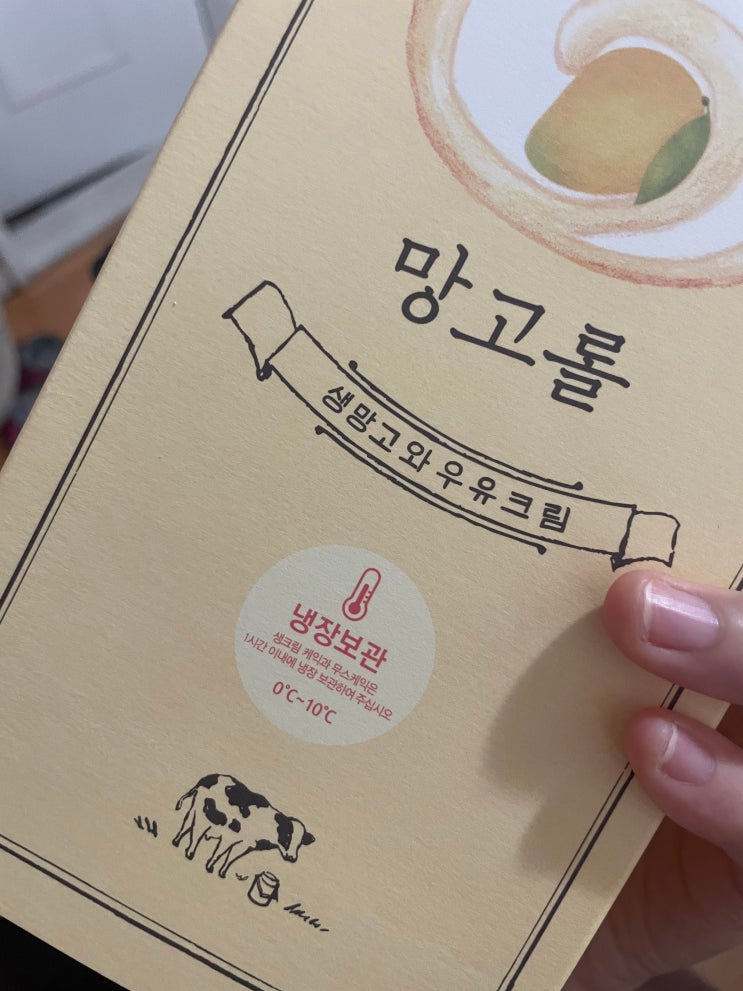 망고롤
생망고와 우유크림
냉장보관
생크림 케익과 무스케익은
1시간 이내에 냉장 보관하여 주십시오
0℃~10℃